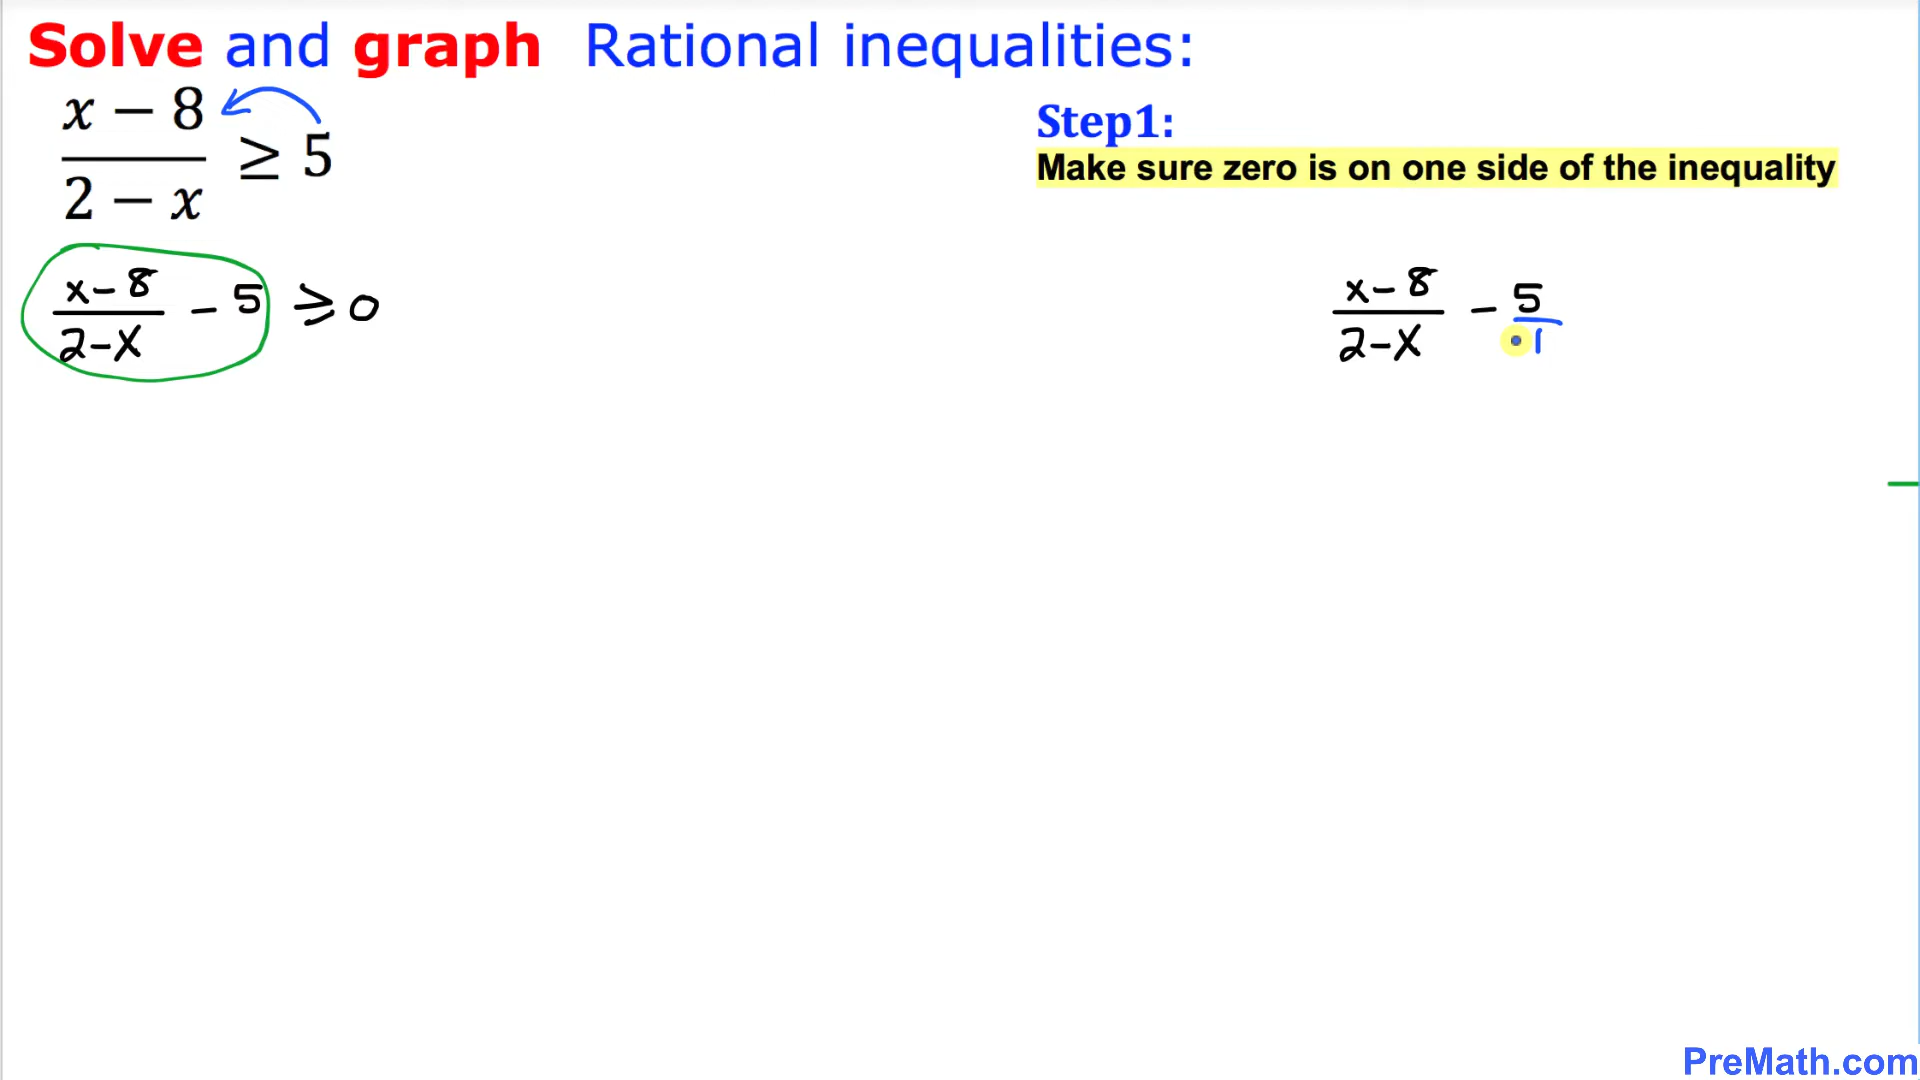 Solve and graph Rational inequalities:
x − 8
2 − x
≥ 5
Step1:
Make sure zero is on one side of the inequality
x-8
2-x
- 5 ≥ 0
x-8
2-x
- 5
1
PreMath.com